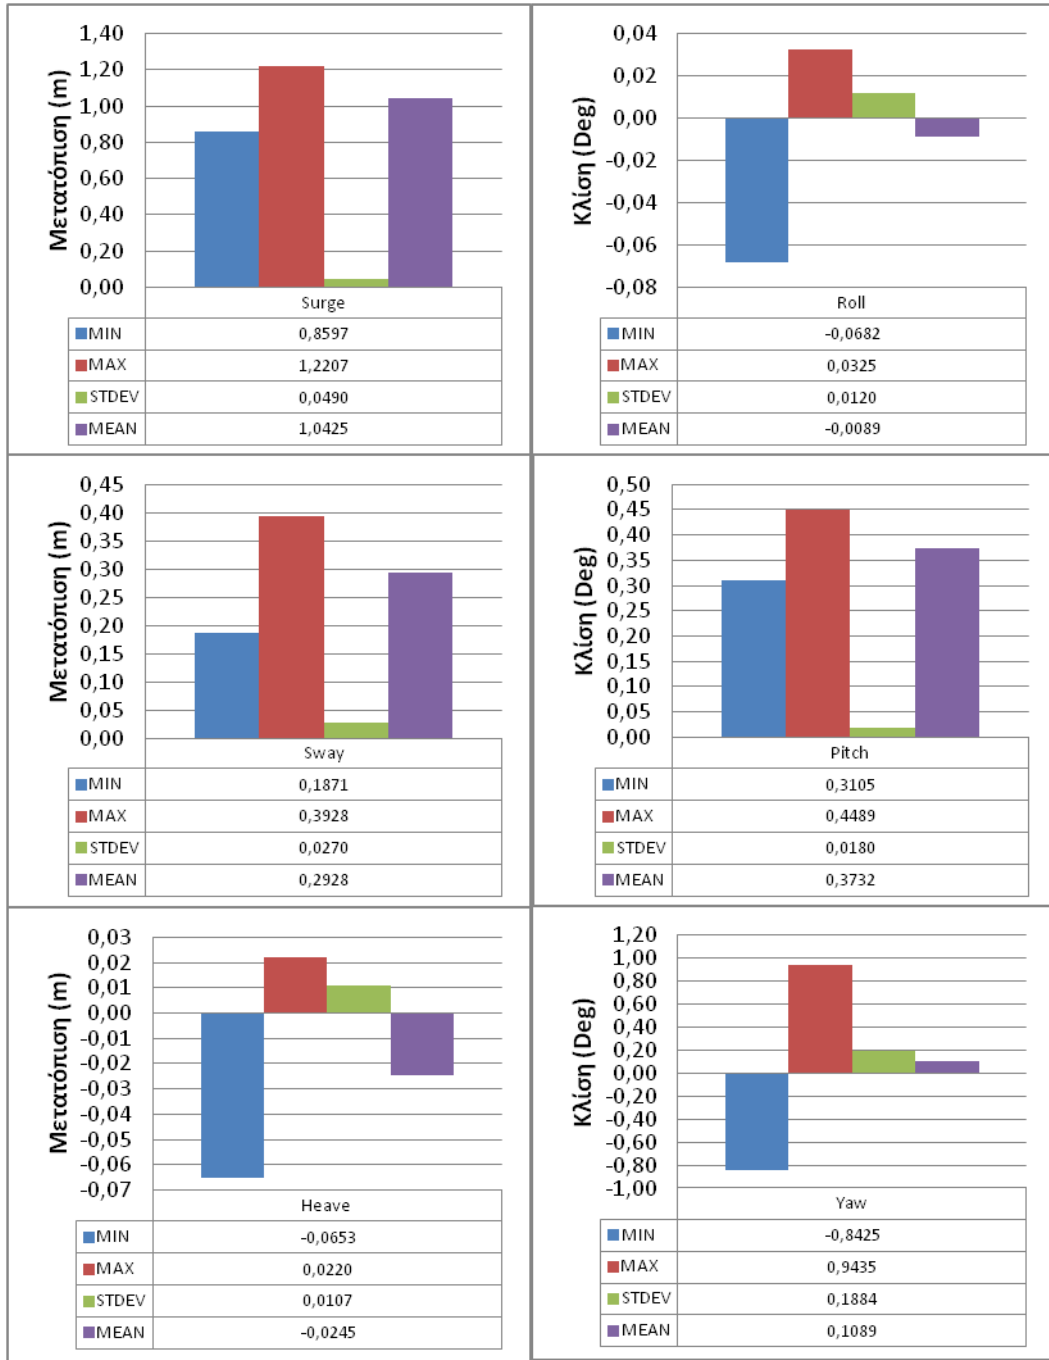 Μετατόπιση (m)
1,40
1,20
1,00
0,80
0,60
0,40
0,20
0,00
Surge
MIN 0,8597
MAX 1,2207
STDEV 0,0490
MEAN 1,0425
Κλίση (Deg)
0,04
0,02
0,00
-0,02
-0,04
-0,06
-0,08
Roll
MIN -0,0682
MAX 0,0325
STDEV 0,0120
MEAN -0,0089
Μετατόπιση (m)
0,45
0,40
0,35
0,30
0,25
0,20
0,15
0,10
0,05
0,00
Sway
MIN 0,1871
MAX 0,3928
STDEV 0,0270
MEAN 0,2928
Κλίση (Deg)
0,50
0,45
0,40
0,35
0,30
0,25
0,20
0,15
0,10
0,05
0,00
Pitch
MIN 0,3105
MAX 0,4489
STDEV 0,0180
MEAN 0,3732
Μετατόπιση (m)
0,03
0,02
0,01
0,00
-0,01
-0,02
-0,03
-0,04
-0,05
-0,06
-0,07
Heave
MIN -0,0653
MAX 0,0220
STDEV 0,0107
MEAN -0,0245
Κλίση (Deg)
1,20
1,00
0,80
0,60
0,40
0,20
0,00
-0,20
-0,40
-0,60
-0,80
-1,00
Yaw
MIN -0,8425
MAX 0,9435
STDEV 0,1884
MEAN 0,1089